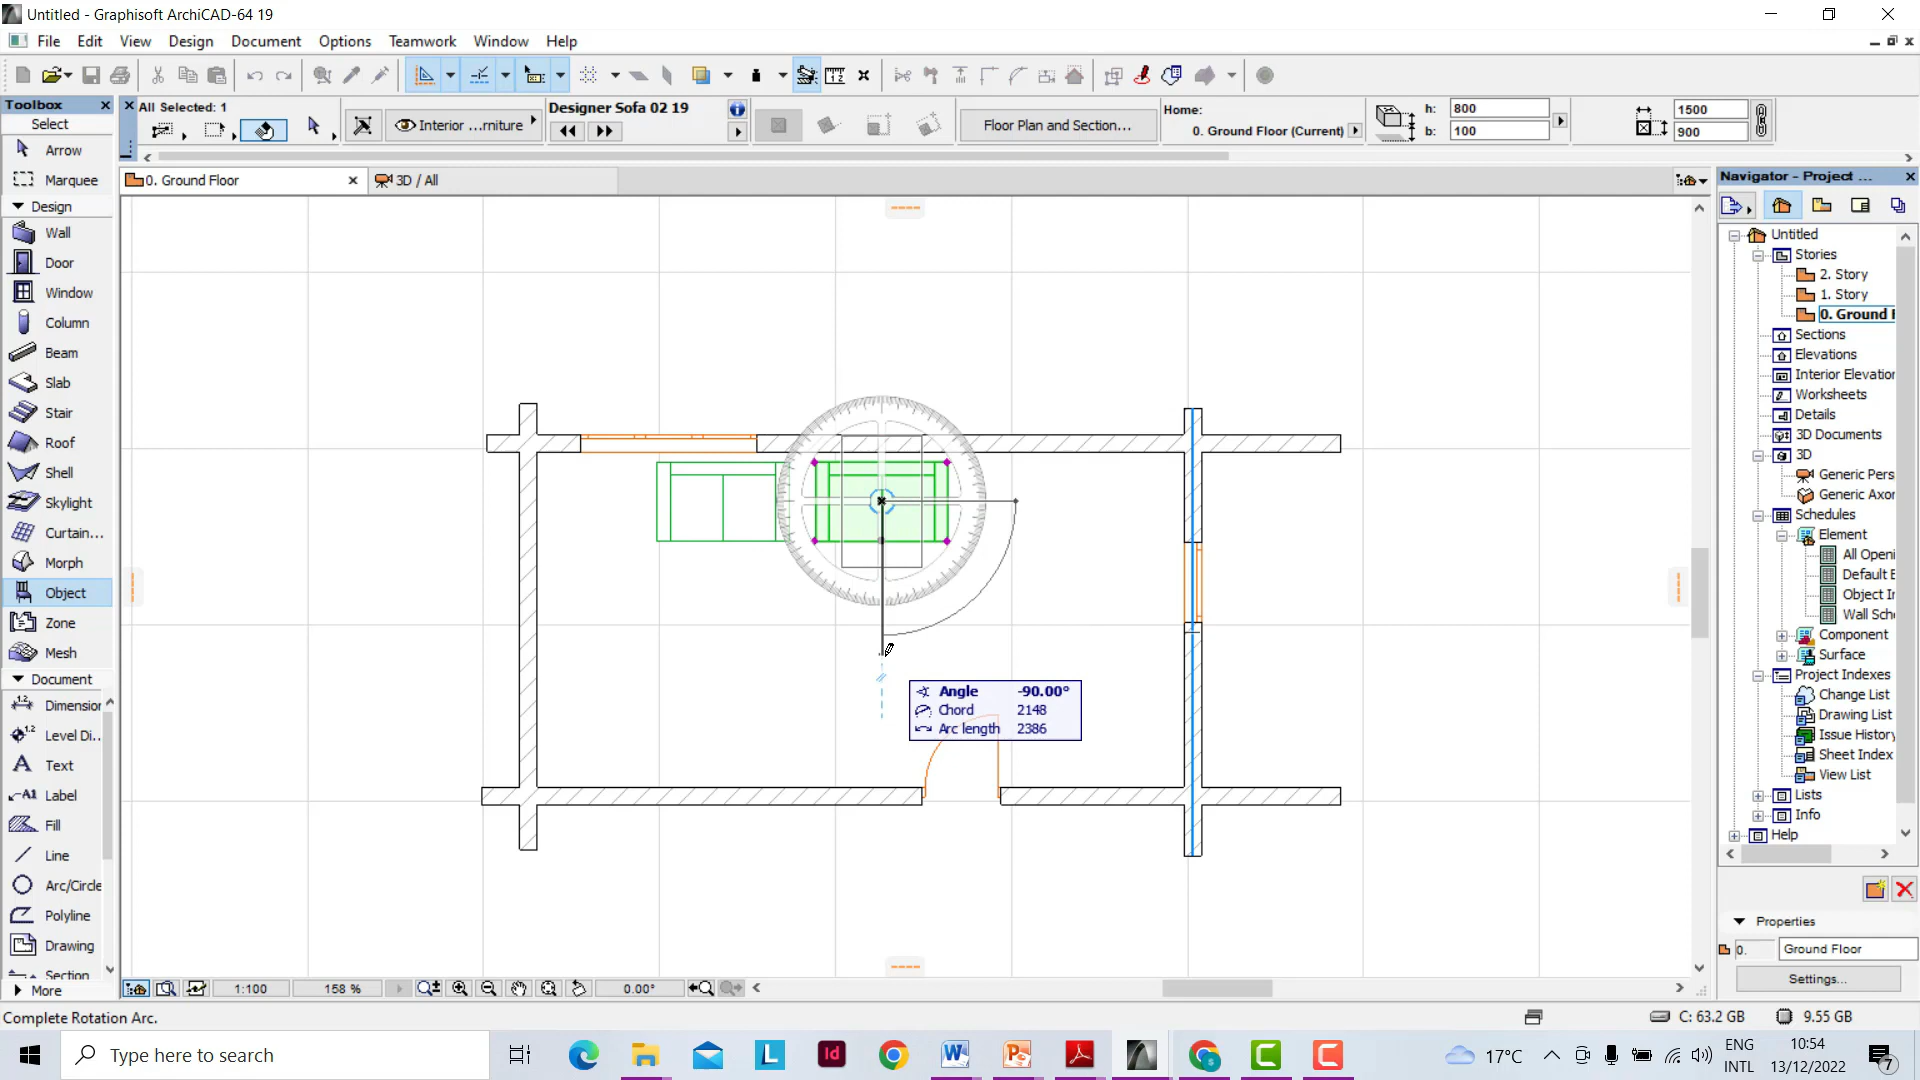 Untitled - Graphisoft ArchiCAD-64 19
File Edit View Design Document Options Teamwork Window Help
Toolbox
Select
Arrow
Marquee
Design
Wall
Door
Window
Column
Beam
Slab
Stair
Roof
Shell
Skylight
Curtain...
Morph
Object
Zone
Mesh
Document
Dimension
Level Di...
Text
Label
Fill
Line
Arc/Circle
Polyline
Drawing
Section
More
All Selected: 1
Interior ...rniture
Designer Sofa 02 19
Floor Plan and Section...
Home:
0. Ground Floor (Current)
h: 800
b: 100
1500
900
0. Ground Floor
3D / All
Angle -90.00°
Chord 2148
Arc length 2386
Navigator - Project ...
Untitled
Stories
2. Story
1. Story
0. Ground F
Sections
Elevations
Interior Elevation
Worksheets
Details
3D Documents
3D
Generic Pers
Generic Axor
Schedules
Element
All Openi
Default E
Object In
Wall Sche
Component
Surface
Project Indexes
Change List
Drawing List
Issue History
Sheet Index
View List
Lists
Info
Help
Properties
0. Ground Floor
Settings...
1:100 158 % 0.00°
Complete Rotation Arc.
C: 63.2 GB 9.55 GB
Type here to search
17°C
ENG
INTL
10:54
13/12/2022
7